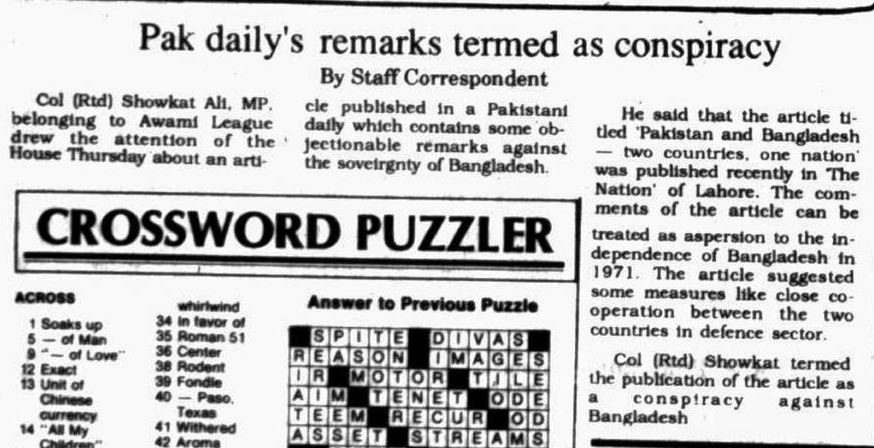 Pak daily's remarks termed as conspiracy
By Staff Correspondent
Col (Rtd) Showkat Ali, MP.
belonging to Awami League
drew the attention of the
House Thursday about an arti-
cle published in a Pakistani
daily which contains some ob-
jectionable remarks against
the soveirgnty of Bangladesh.
He said that the article ti-
tled 'Pakistan and Bangladesh
— two countries, one nation'
was published recently in 'The
Nation' of Lahore. The com-
ments of the article can be
treated as aspersion to the in-
dependence of Bangladesh in
1971. The article suggested
some measures like close co-
operation between the two
countries in defence sector.
Col (Rtd) Showkat termed
the publication of the article as
a conspiracy against
Bangladesh
CROSSWORD PUZZLER
ACROSS
1 Soaks up
5 — of Man
9 "— of Love"
12 Exact
13 Unit of
Chinese
currency
14 "All My
Children"
whirlwind
34 In favor of
35 Roman 51
36 Center
38 Rodent
39 Fondle
40 — Paso,
Texas
41 Withered
42 Aroma
Answer to Previous Puzzle
SPITE DIVAS
REASON IMAGES
IR MOTOR TILE
AIM TENET ODE
TEEM RECUR OD
ASSET STREAMS